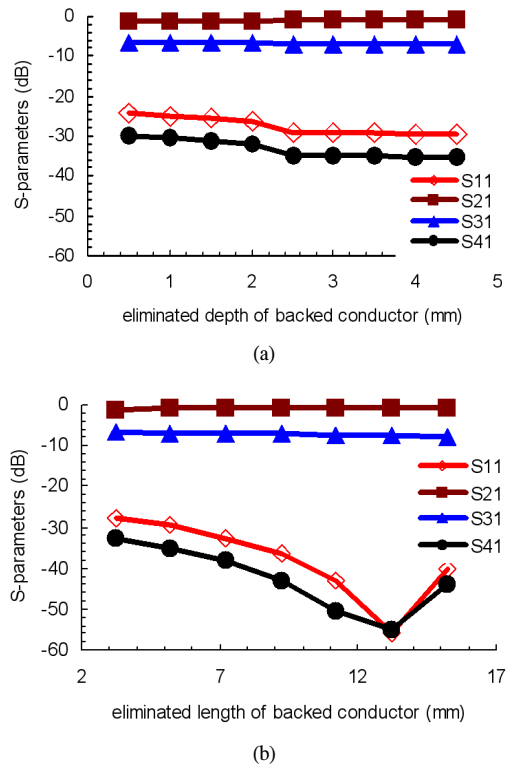 0
-10
-20
-30
-40
-50
-60
S-parameters (dB)
S11
S21
S31
S41
0 1 2 3 4 5
eliminated depth of backed conductor (mm)
(a)
0
-10
-20
-30
-40
-50
-60
S-parameters (dB)
S11
S21
S31
S41
2 7 12 17
eliminated length of backed conductor (mm)
(b)